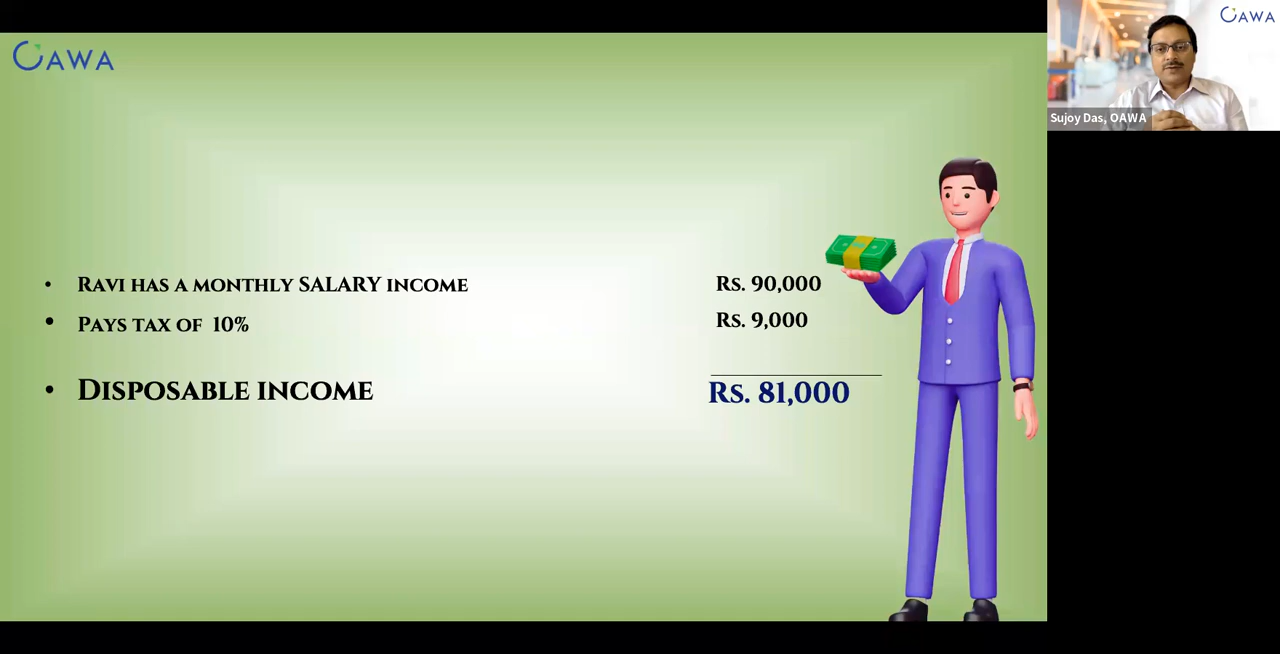 OAWA
OAWA
Sujoy Das, OAWA
• Ravi has a monthly SALARY income Rs. 90,000
• Pays tax of 10% Rs. 9,000
• Disposable income Rs. 81,000